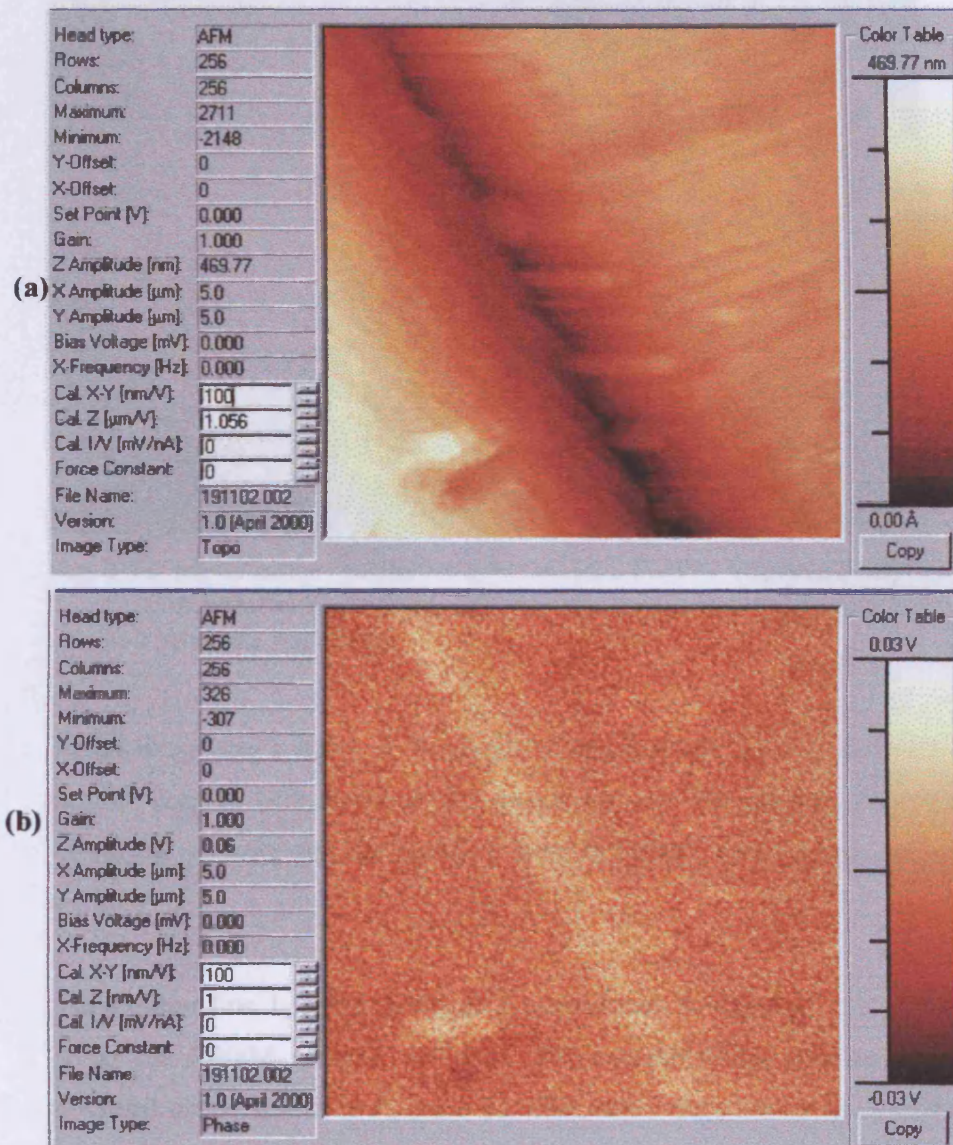 Head type: AFM
Rows: 256
Columns: 256
Maximum: 2711
Minimum: -2148
Y-Offset: 0
X-Offset: 0
Set Point [V]: 0.000
Gain: 1.000
Z Amplitude [nm]: 469.77
(a) X Amplitude [µm]: 5.0
Y Amplitude [µm]: 5.0
Bias Voltage [mV]: 0.000
X-Frequency [Hz]: 0.000
Cal. X-Y [nm/V]: 100
Cal. Z [µm/V]: 1.056
Cal. I/V [mV/nA]: 0
Force Constant: 0
File Name: 191102.002
Version: 1.0 (April 2000)
Image Type: Topo
Color Table
469.77 nm
0.00 Å
Copy
Head type: AFM
Rows: 256
Columns: 256
Maximum: 326
Minimum: -307
Y-Offset: 0
X-Offset: 0
Set Point [V]: 0.000
(b) Gain: 1.000
Z Amplitude [V]: 0.06
X Amplitude [µm]: 5.0
Y Amplitude [µm]: 5.0
Bias Voltage [mV]: 0.000
X-Frequency [Hz]: 0.000
Cal. X-Y [nm/V]: 100
Cal. Z [nm/V]: 1
Cal. I/V [mV/nA]: 0
Force Constant: 0
File Name 191102.002
Version: 1.0 (April 2000)
Image Type: Phase
Color Table
0.03 V
-0.03 V
Copy